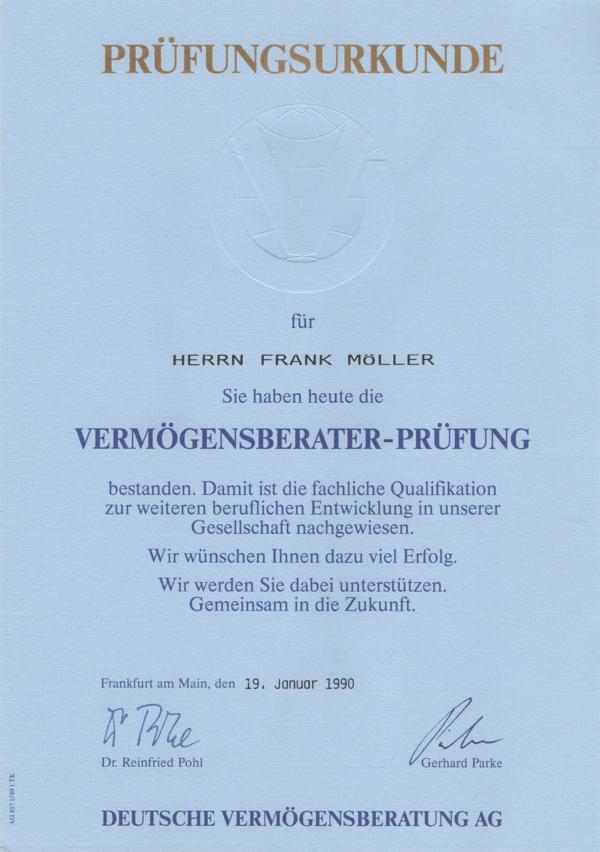 PRÜFUNGSURKUNDE
für
HERRN FRANK MöLLER
Sie haben heute die
VERMÖGENSBERATER-PRÜFUNG
bestanden. Damit ist die fachliche Qualifikation
zur weiteren beruflichen Entwicklung in unserer
Gesellschaft nachgewiesen.
Wir wünschen Ihnen dazu viel Erfolg.
Wir werden Sie dabei unterstützen.
Gemeinsam in die Zukunft.
Frankfurt am Main, den 19. Januar 1990
Dr. Reinfried Pohl
Gerhard Parke
DEUTSCHE VERMÖGENSBERATUNG AG